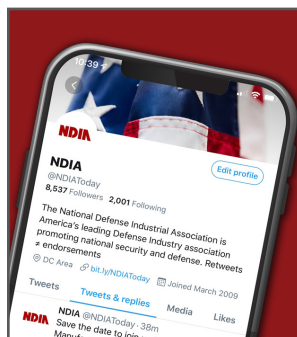 10:39
NDIA
NDIA
Edit profile
@NDIAToday
8,537 Followers 2,001 Following
The National Defense Industrial Association is
America's leading Defense Industry association
promoting national security and defense. Retweets
≠ endorsements
DC Area bit.ly/NDIAToday Joined March 2009
Tweets Tweets & replies Media Likes
NDIA
NDIA @NDIAToday · 38m
Save the date to join